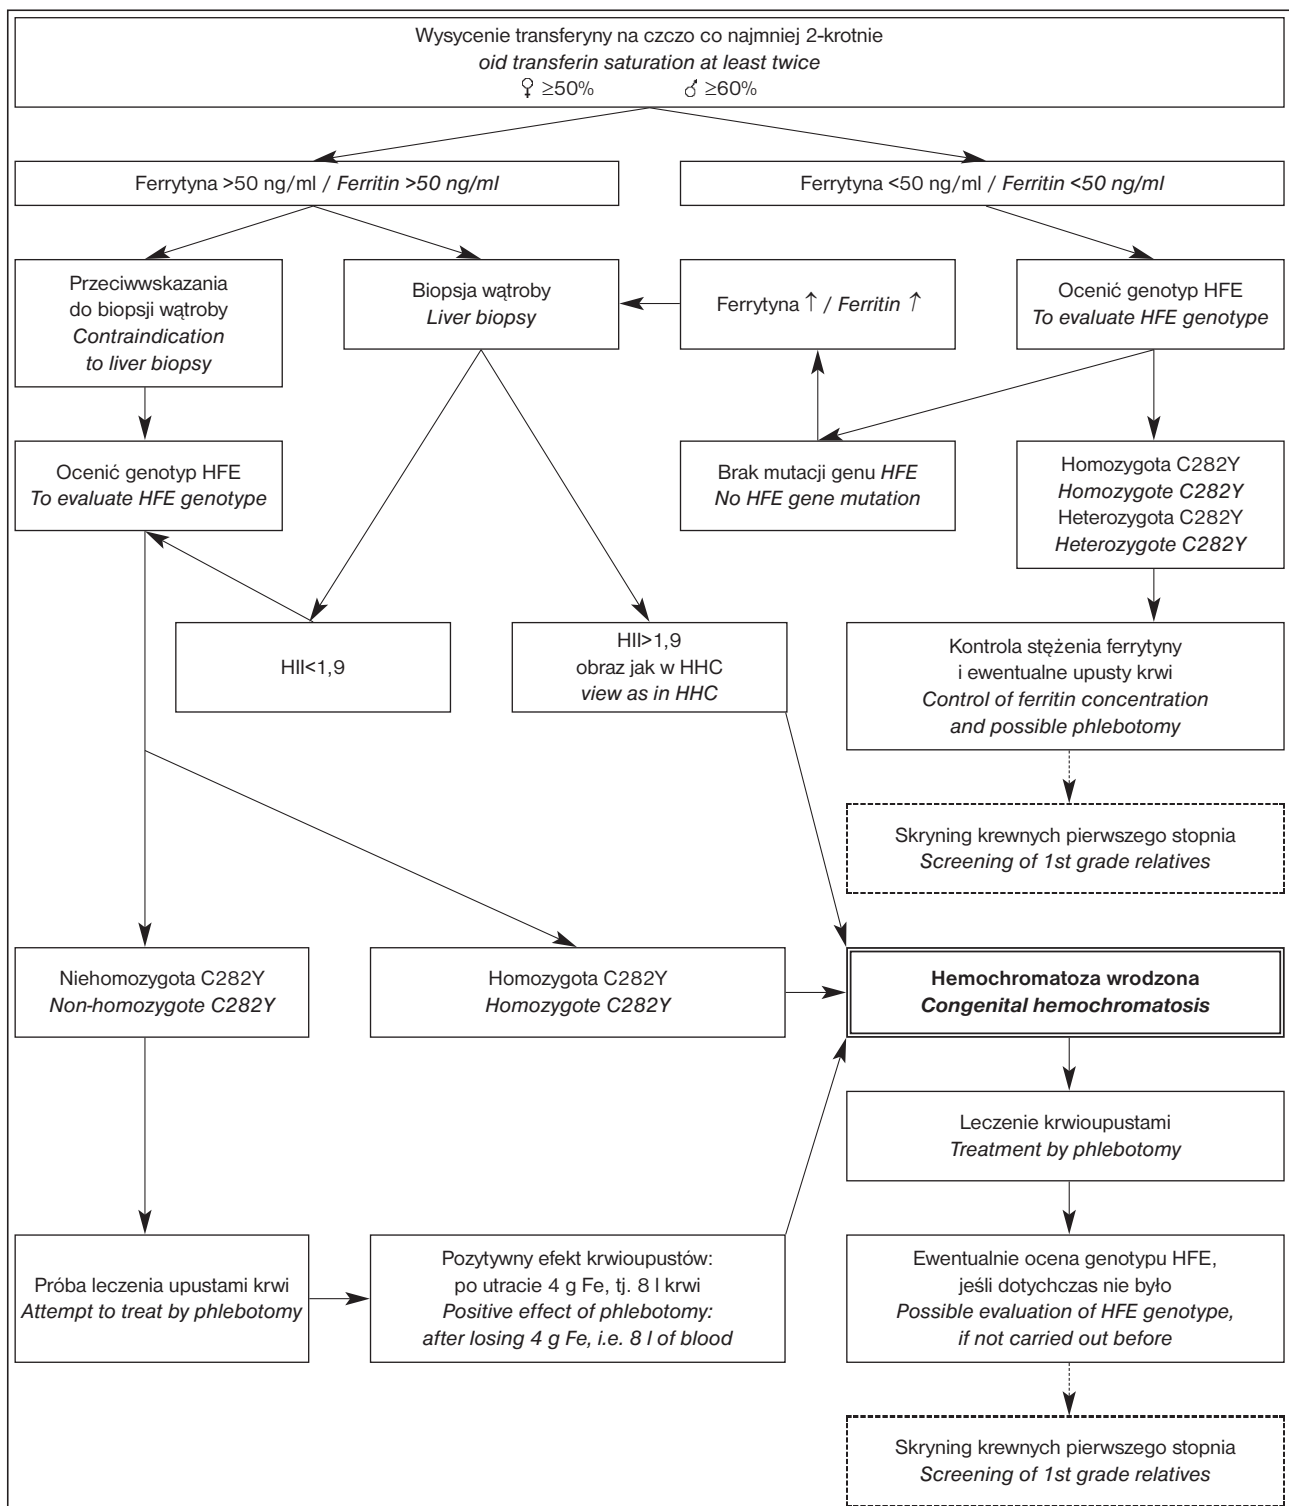 Wysycenie transferyny na czczo co najmniej 2-krotnie
oid transferin saturation at least twice
♀ ≥50% ♂ ≥60%
Ferrytyna >50 ng/ml / Ferritin >50 ng/ml
Ferrytyna <50 ng/ml / Ferritin <50 ng/ml
Przeciwwskazania
do biopsji wątroby
Contraindication
to liver biopsy
Biopsja wątroby
Liver biopsy
Ferrytyna ↑ / Ferritin ↑
Ocenić genotyp HFE
To evaluate HFE genotype
Ocenić genotyp HFE
To evaluate HFE genotype
Brak mutacji genu HFE
No HFE gene mutation
Homozygota C282Y
Homozygote C282Y
Heterozygota C282Y
Heterozygote C282Y
HII<1,9
HII>1,9
obraz jak w HHC
view as in HHC
Kontrola stężenia ferrytyny
i ewentualne upusty krwi
Control of ferritin concentration
and possible phlebotomy
Skryning krewnych pierwszego stopnia
Screening of 1st grade relatives
Niehomozygota C282Y
Non-homozygote C282Y
Homozygota C282Y
Homozygote C282Y
Hemochromatoza wrodzona
Congenital hemochromatosis
Leczenie krwioupustami
Treatment by phlebotomy
Próba leczenia upustami krwi
Attempt to treat by phlebotomy
Pozytywny efekt krwioupustów:
po utracie 4 g Fe, tj. 8 l krwi
Positive effect of phlebotomy:
after losing 4 g Fe, i.e. 8 l of blood
Ewentualnie ocena genotypu HFE,
jeśli dotychczas nie było
Possible evaluation of HFE genotype,
if not carried out before
Skryning krewnych pierwszego stopnia
Screening of 1st grade relatives